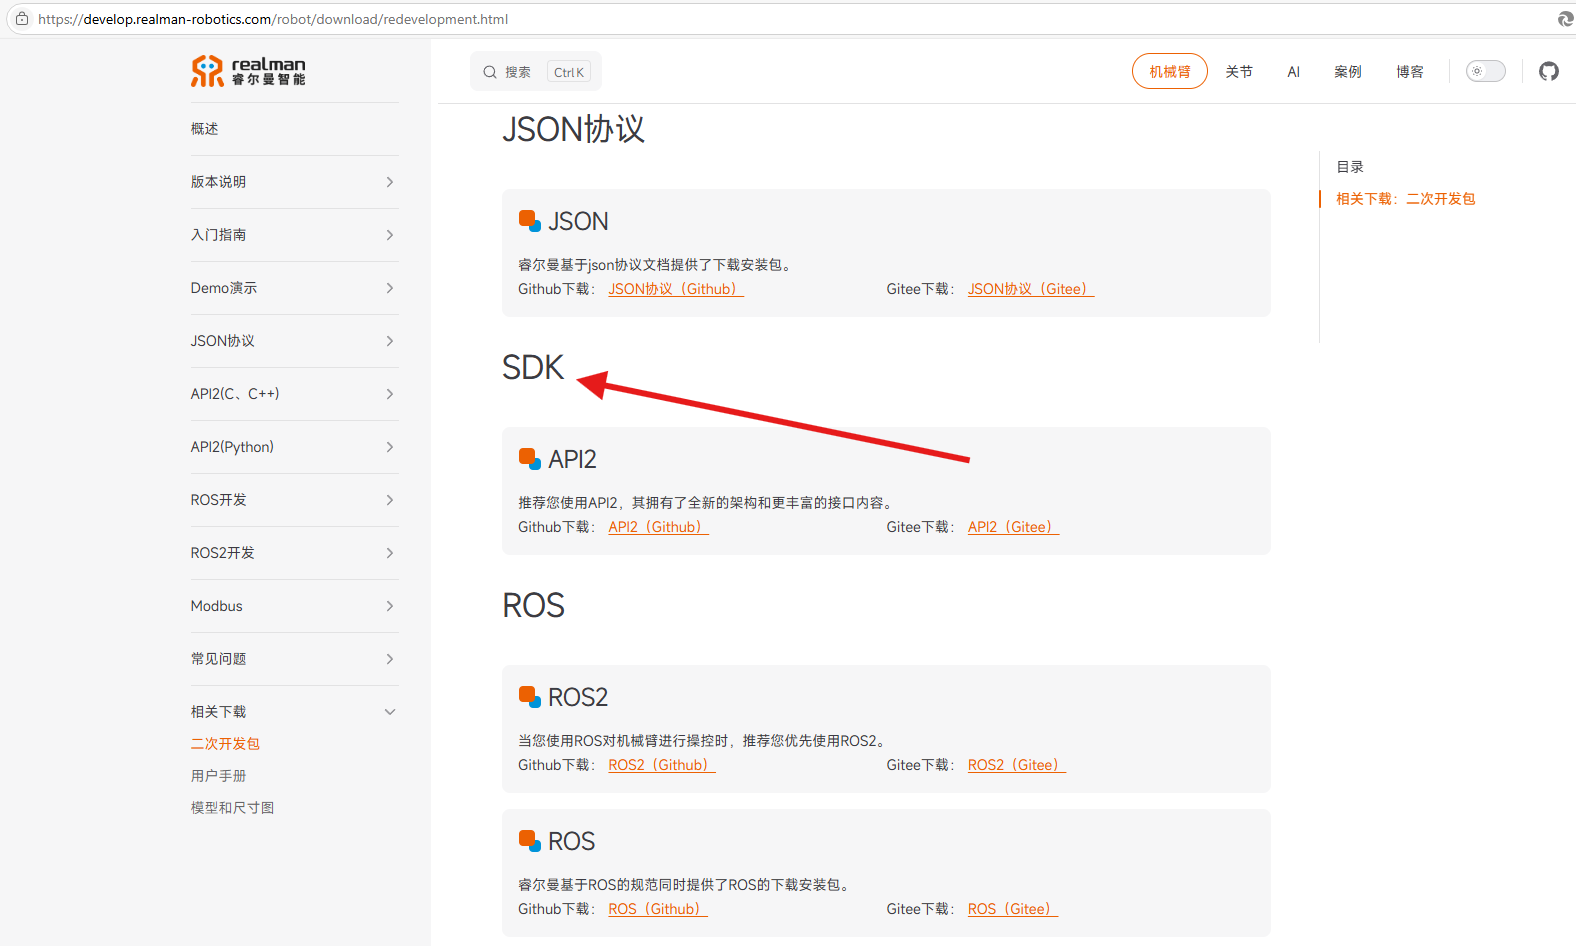 https://develop.realman-robotics.com/robot/download/redevelopment.html
realman
睿尔曼智能
搜索
Ctrl K
机械臂
关节
AI
案例
博客
概述
版本说明
入门指南
Demo演示
JSON协议
API2(C、C++)
API2(Python)
ROS开发
ROS2开发
Modbus
常见问题
相关下载
二次开发包
用户手册
模型和尺寸图
JSON协议
JSON
睿尔曼基于json协议文档提供了下载安装包。
Github下载： JSON协议（Github） Gitee下载： JSON协议（Gitee）
SDK
API2
推荐您使用API2，其拥有了全新的架构和更丰富的接口内容。
Github下载： API2（Github） Gitee下载： API2（Gitee）
ROS
ROS2
当您使用ROS对机械臂进行操控时，推荐您优先使用ROS2。
Github下载： ROS2（Github） Gitee下载： ROS2（Gitee）
ROS
睿尔曼基于ROS的规范同时提供了ROS的下载安装包。
Github下载： ROS（Github） Gitee下载： ROS（Gitee）
目录
相关下载：二次开发包